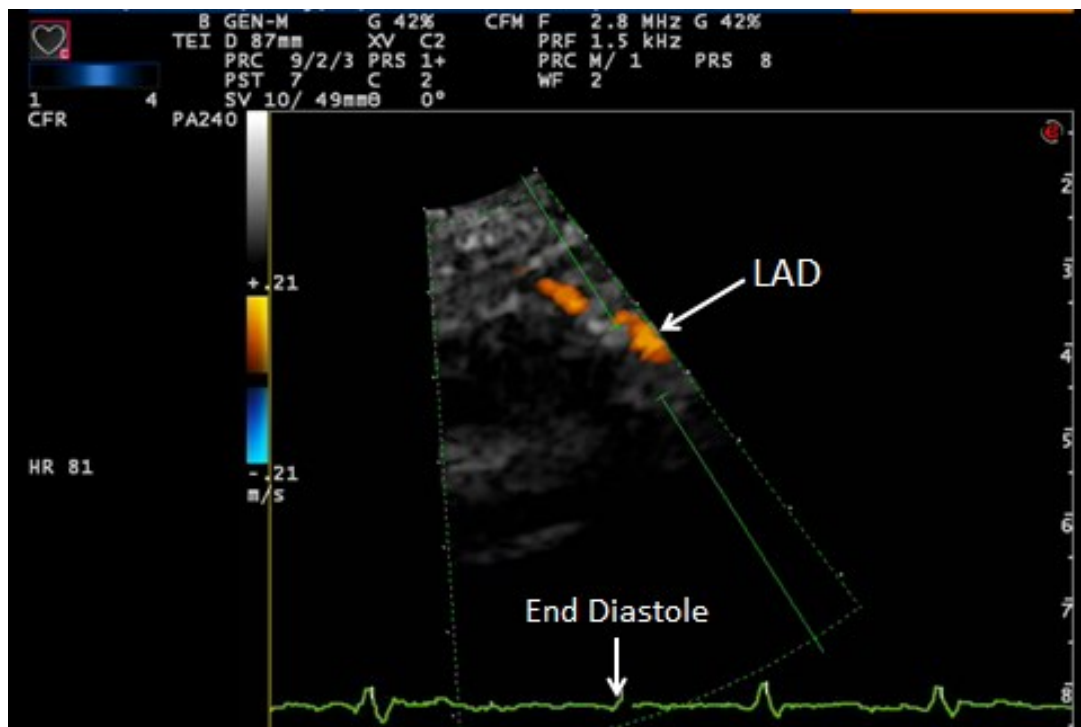 B GEN-M G 42% CFM F 2.8 MHz G 42%
TEI D 87mm XV C2 PRF 1.5 kHz
PRC 9/2/3 PRS 1+ PRC M/ 1 PRS 8
PST 7 C 2 WF 2
SV 10/ 49mmθ 0°
1 4
CFR PA240
2
3
+.21
LAD
4
5
HR 81
-.21
m/s
6
7
End Diastole
8